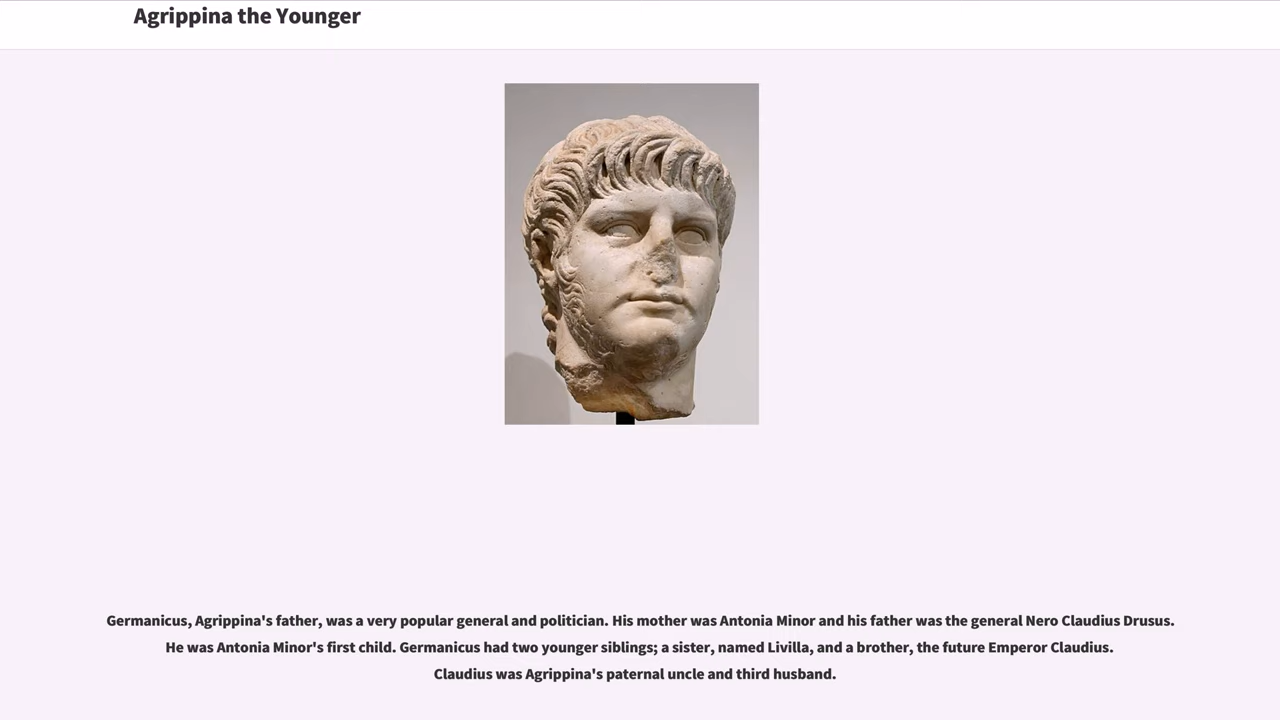 Agrippina the Younger
Germanicus, Agrippina's father, was a very popular general and politician. His mother was Antonia Minor and his father was the general Nero Claudius Drusus.
He was Antonia Minor's first child. Germanicus had two younger siblings; a sister, named Livilla, and a brother, the future Emperor Claudius.
Claudius was Agrippina's paternal uncle and third husband.